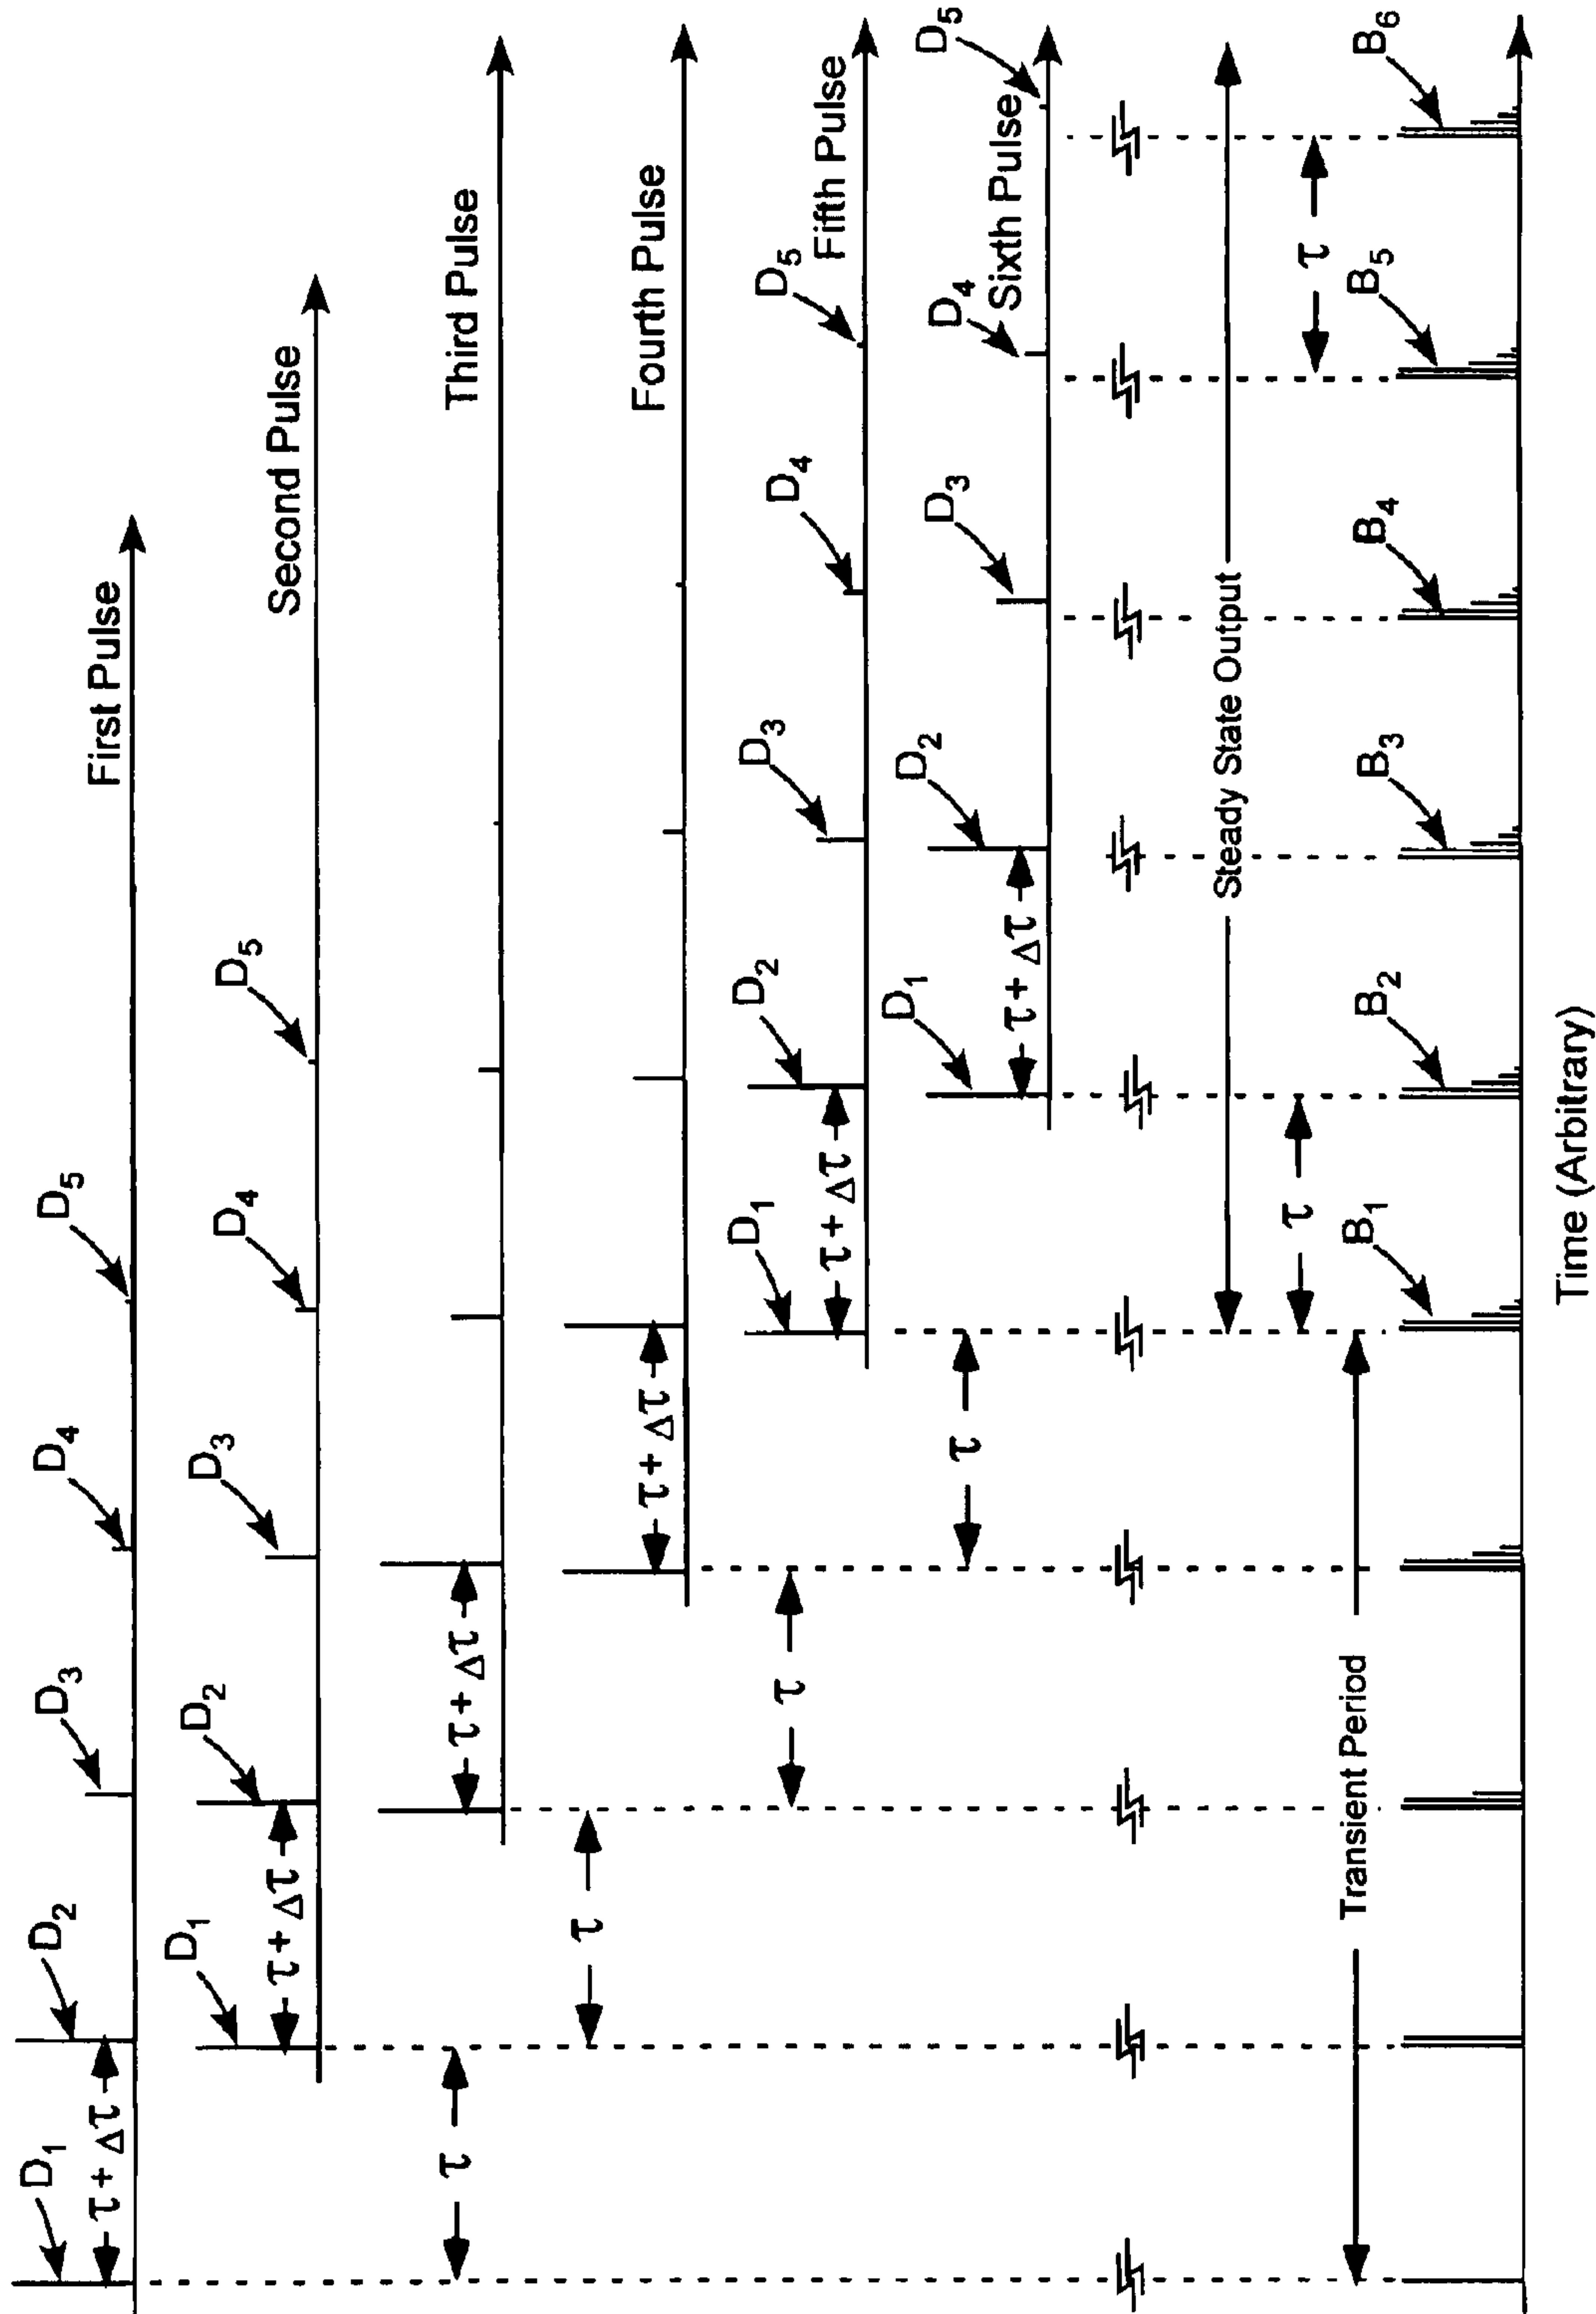 First Pulse
D1
D2
D3
D4
D5
τ + Δτ
Second Pulse
D1
D2
D3
D4
D5
τ + Δτ
τ
Third Pulse
τ + Δτ
τ
Fourth Pulse
τ + Δτ
τ
Fifth Pulse
D1
D2
D3
D4
D5
τ + Δτ
τ
Sixth Pulse
D1
D2
D3
D4
D5
τ + Δτ
Steady State Output
τ
τ
Transient Period
B1
B2
B3
B4
B5
B6
Time (Arbitrary)